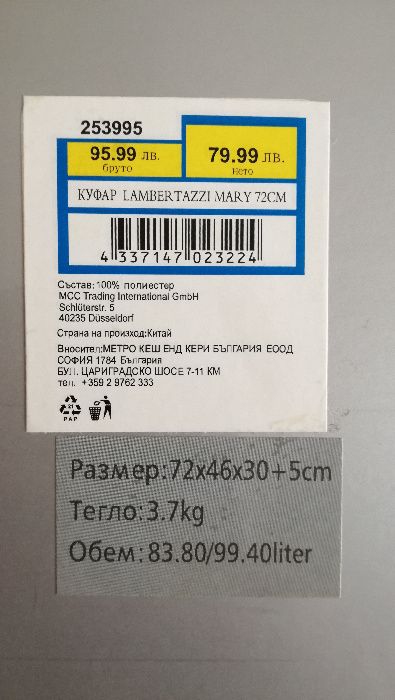 253995
95.99 ЛВ.
бруто
79.99 ЛВ.
нето
КУФАР LAMBERTAZZI MARY 72CM
4 337147 023224
Състав: 100% полиестер
MCC Trading International GmbH
Schlüterstr. 5
40235 Düsseldorf
Страна на произход:Китай
Вносител:МЕТРО КЕШ ЕНД КЕРИ БЪЛГАРИЯ ЕООД
СОФИЯ 1784 България
БУЛ. ЦАРИГРАДСКО ШОСЕ 7-11 КМ
тел. +359 2 9762 333
21
PAP
Размер:72x46x30+5cm
Тегло:3.7kg
Обем:83.80/99.40liter